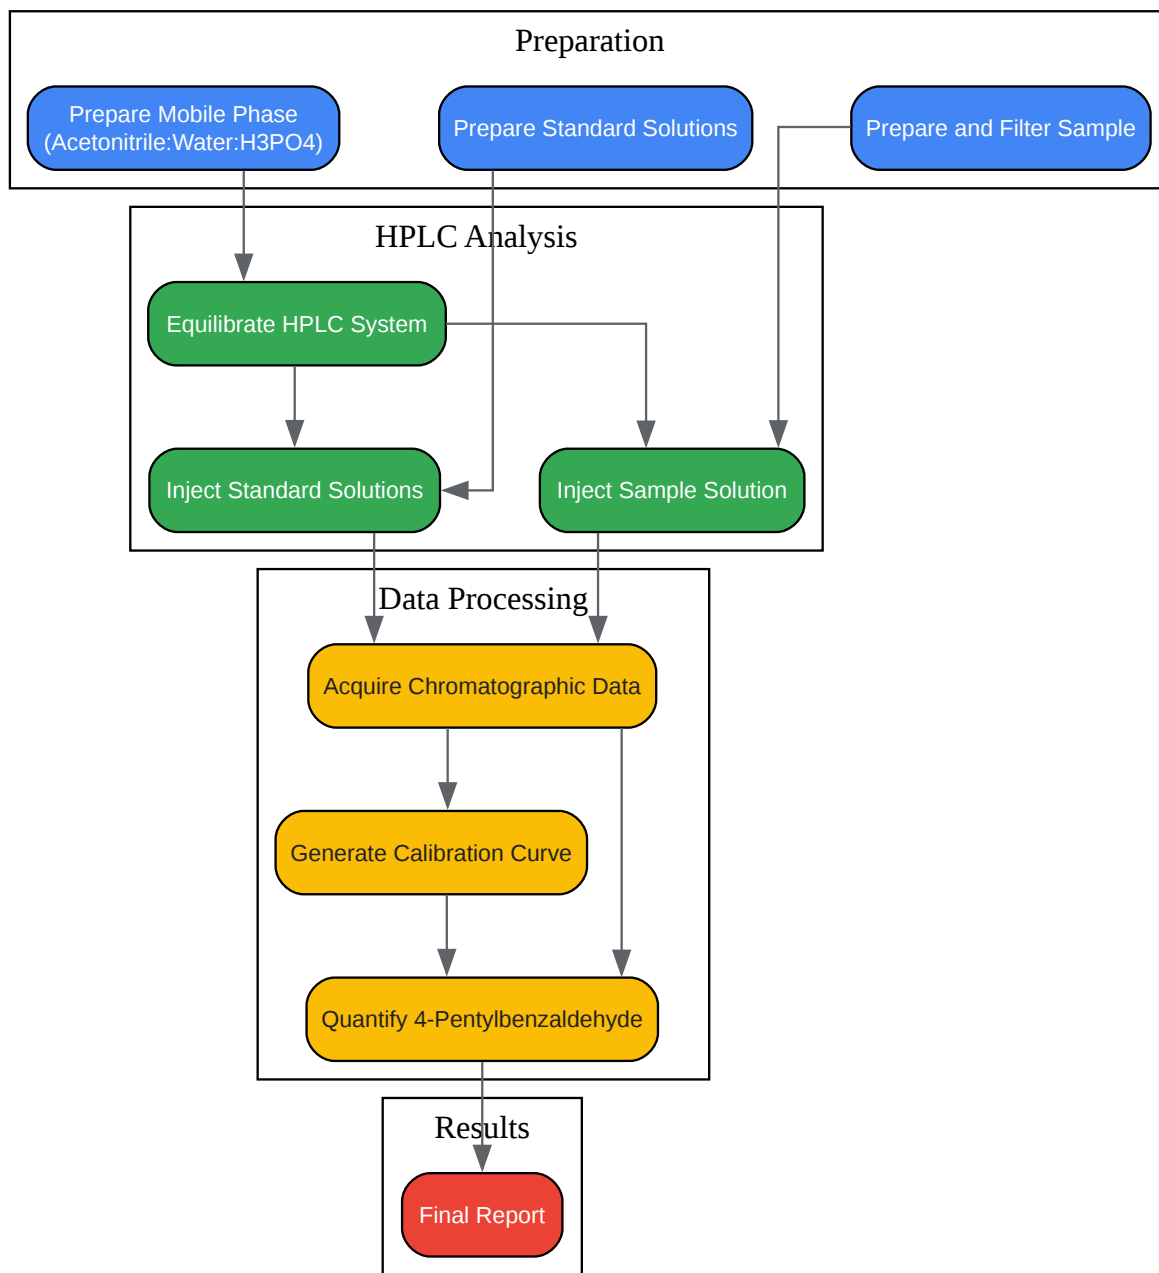 Preparation
Prepare Mobile Phase
(Acetonitrile:Water:H3PO4)
Prepare Standard Solutions
Prepare and Filter Sample
HPLC Analysis
Equilibrate HPLC System
Inject Standard Solutions
Inject Sample Solution
Data Processing
Acquire Chromatographic Data
Generate Calibration Curve
Quantify 4-Pentylbenzaldehyde
Results
Final Report